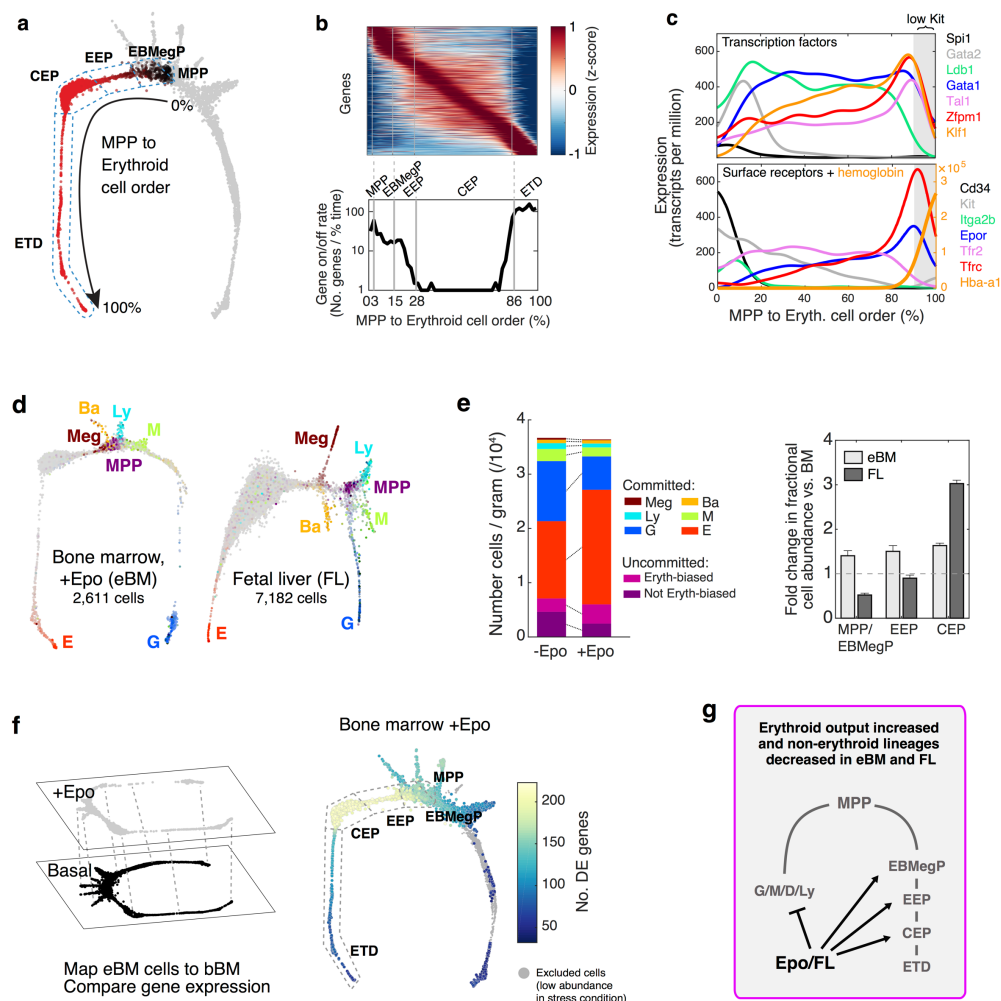 a
EBMegP
EEP
CEP
MPP
0%
MPP to
Erythroid
cell order
ETD
100%
b
Genes
1
0
-1
Expression (z-score)
MPP
EBMegP
EEP
CEP
ETD
Gene on/off rate
(No. genes / % time)
100
10
1
03 15 28 86 100
MPP to Erythroid cell order (%)
c
low Kit
Transcription factors
600
400
200
0
Spi1
Gata2
Ldb1
Gata1
Tal1
Zfpm1
Klf1
Expression
(transcripts per million)
Surface receptors + hemoglobin
×10⁵
600
400
200
0
3
2
1
0
Cd34
Kit
Itga2b
Epor
Tfr2
Tfrc
Hba-a1
0 20 40 60 80 100
MPP to Eryth. cell order (%)
d
Ba
Ly
Meg
M
MPP
Bone marrow,
+Epo (eBM)
2,611 cells
E
G
Meg
Ly
MPP
Ba
M
Fetal liver (FL)
7,182 cells
E
G
e
Number cells / gram (/10⁴)
4
3
2
1
0
-Epo +Epo
Committed:
Meg Ba
Ly M
G E
Uncommitted:
Eryth-biased
Not Eryth-biased
Fold change in fractional
cell abundance vs. BM
4
3
2
1
0
eBM
FL
MPP/
EBMegP
EEP
CEP
f
+Epo
Basal
Map eBM cells to bBM
Compare gene expression
Bone marrow +Epo
MPP
EBMegP
EEP
CEP
ETD
200
150
100
50
No. DE genes
Excluded cells
(low abundance
in stress condition)
g
Erythroid output increased
and non-erythroid lineages
decreased in eBM and FL
MPP
EBMegP
G/M/D/Ly
EEP
CEP
Epo/FL
ETD